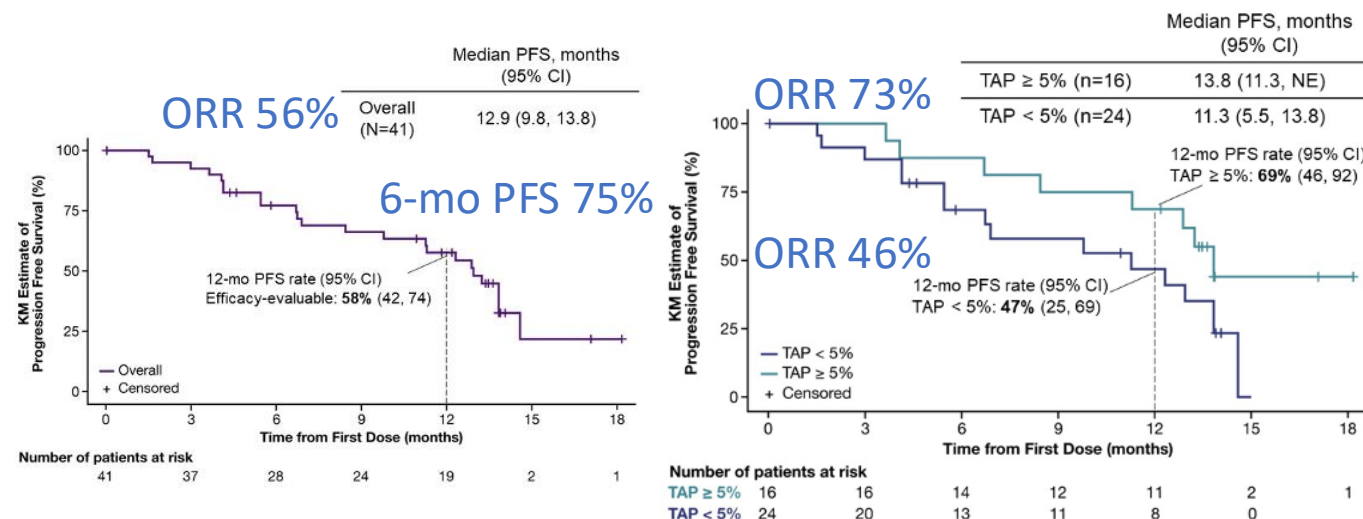 Median PFS, months
(95% CI)
Overall
(N=41)
12.9 (9.8, 13.8)
ORR 56%
6-mo PFS 75%
KM Estimate of
Progression Free Survival (%)
100
75
50
25
0
12-mo PFS rate (95% CI)
Efficacy-evaluable: 58% (42, 74)
Overall
+ Censored
0 3 6 9 12 15 18
Time from First Dose (months)
Number of patients at risk
41 37 28 24 19 2 1
Median PFS, months
(95% CI)
TAP ≥ 5% (n=16) 13.8 (11.3, NE)
TAP < 5% (n=24) 11.3 (5.5, 13.8)
ORR 73%
ORR 46%
KM Estimate of
Progression Free Survival (%)
100
75
50
25
0
12-mo PFS rate (95% CI)
TAP ≥ 5%: 69% (46, 92)
12-mo PFS rate (95% CI)
TAP < 5%: 47% (25, 69)
TAP < 5%
TAP ≥ 5%
+ Censored
0 3 6 9 12 15 18
Time from First Dose (months)
Number of patients at risk
TAP ≥ 5% 16 16 14 12 11 2 1
TAP < 5% 24 20 13 11 8 0